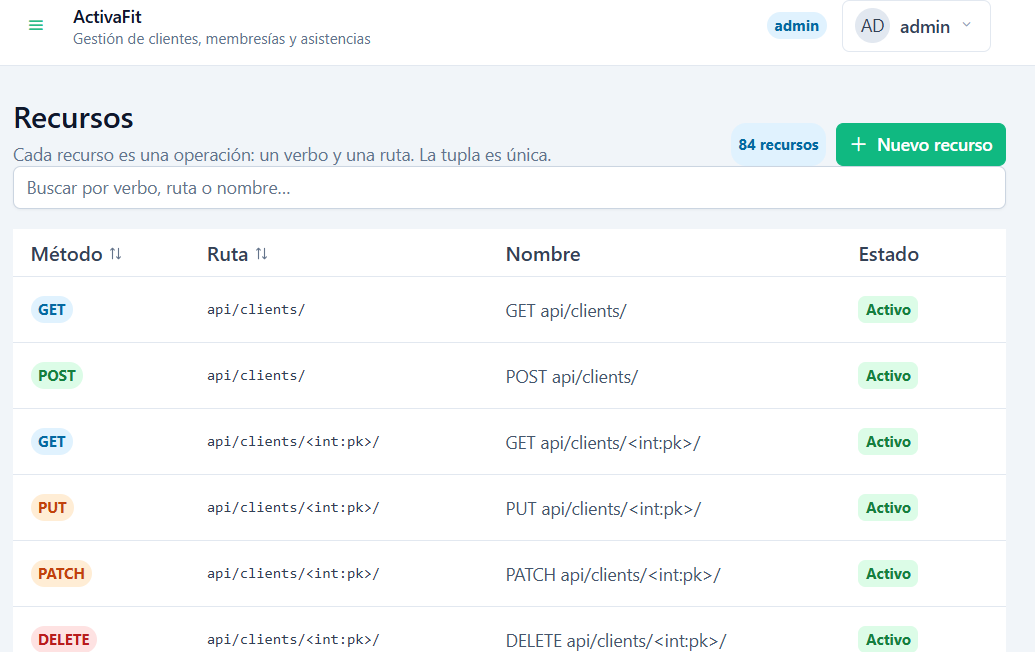 ActivaFit
Gestión de clientes, membresías y asistencias
admin
AD admin
Recursos
Cada recurso es una operación: un verbo y una ruta. La tupla es única.
84 recursos
+ Nuevo recurso
Buscar por verbo, ruta o nombre...
Método Ruta Nombre Estado
GET api/clients/ GET api/clients/ Activo
POST api/clients/ POST api/clients/ Activo
GET api/clients/<int:pk>/ GET api/clients/<int:pk>/ Activo
PUT api/clients/<int:pk>/ PUT api/clients/<int:pk>/ Activo
PATCH api/clients/<int:pk>/ PATCH api/clients/<int:pk>/ Activo
DELETE api/clients/<int:pk>/ DELETE api/clients/<int:pk>/ Activo